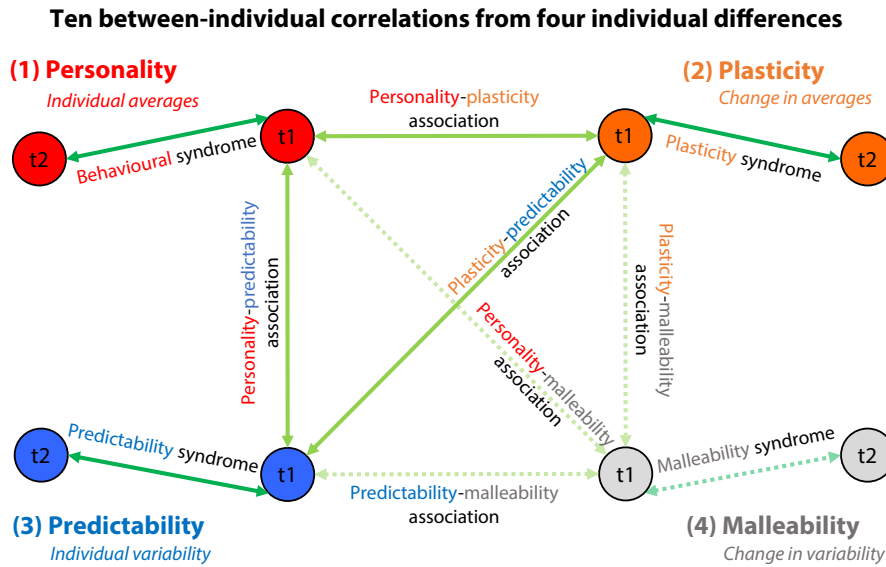 Ten between-individual correlations from four individual differences
(1) Personality
Individual averages
(2) Plasticity
Change in averages
Personality-plasticity
association
t2
t1
t1
t2
Behavioural syndrome
Plasticity syndrome
Personality-predictability
association
Plasticity-predictability
association
Plasticity-malleability
association
Personality-malleability
association
t2
t1
t1
t2
Predictability syndrome
Malleability syndrome
Predictability-malleability
association
(3) Predictability
Individual variability
(4) Malleability
Change in variability